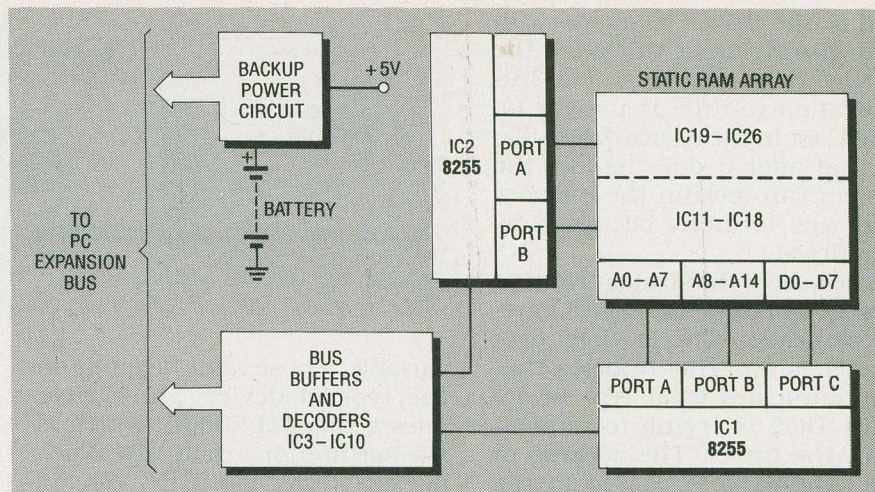 BACKUP
POWER
CIRCUIT
+5V
+
BATTERY
TO
PC
EXPANSION
BUS
BUS
BUFFERS
AND
DECODERS
IC3–IC10
IC2
8255
PORT
A
PORT
B
STATIC RAM ARRAY
IC19–IC26
IC11–IC18
A0–A7 A8–A14 D0–D7
PORT A PORT B PORT C
IC1
8255